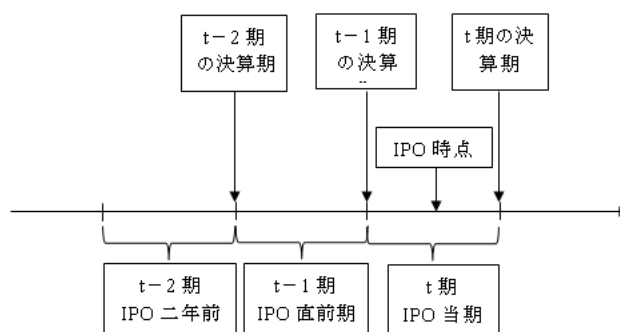 t－2 期
の決算期
t－1 期
の決算
t 期の決
算期
IPO 時点
t－2 期
IPO 二年前
t－1 期
IPO 直前期
t 期
IPO 当期